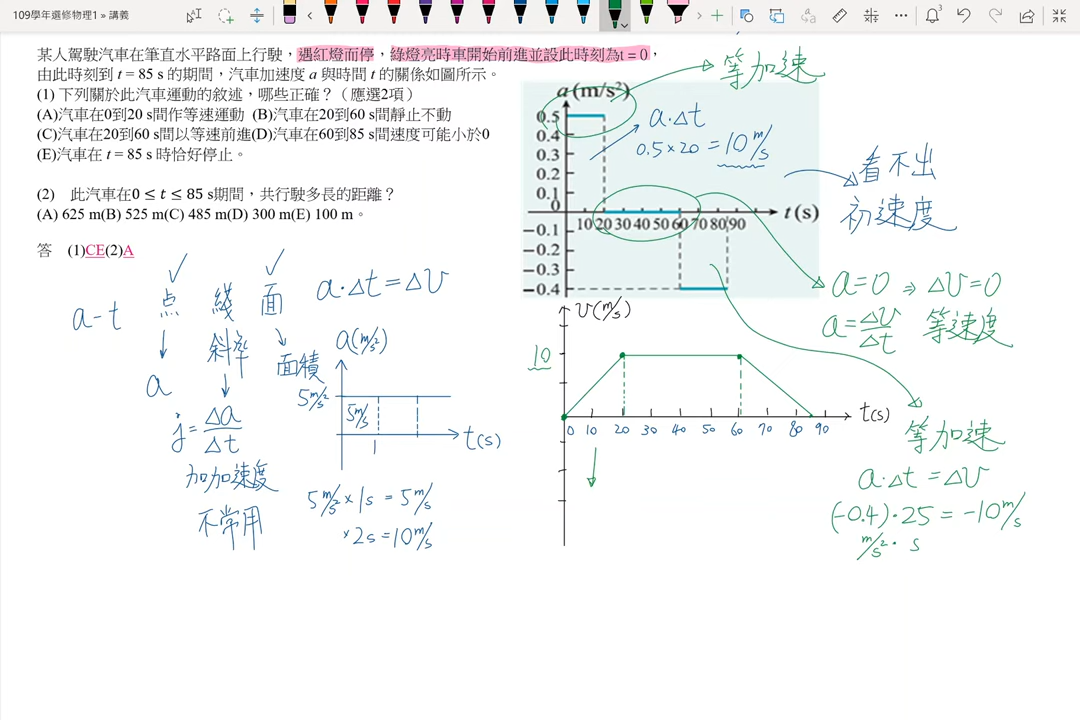 109學年選修物理1 » 講義
某人駕駛汽車在筆直水平路面上行駛，遇紅燈而停，綠燈亮時車開始前進並設此時刻為t = 0，
由此時刻到 t = 85 s 的期間，汽車加速度 a 與時間 t 的關係如圖所示。
(1) 下列關於此汽車運動的敘述，哪些正確？（應選2項）
(A)汽車在0到20 s間作等速運動 (B)汽車在20到60 s間靜止不動
(C)汽車在20到60 s間以等速前進(D)汽車在60到85 s間速度可能小於0
(E)汽車在 t = 85 s 時恰好停止。
(2) 此汽車在0 ≤ t ≤ 85 s期間，共行駛多長的距離？
(A) 625 m(B) 525 m(C) 485 m(D) 300 m(E) 100 m。
答 (1)CE(2)A
a-t 点 綫 面 a·Δt=ΔV
斜率
面積
a
j=Δa/Δt
加加速度
不常用
a(m/s²)
5m/s²
5m/s
1
t(s)
5m/s² × 1s = 5m/s
×2s=10m/s
等加速
a(m/s²)
0.5
0.4
0.3
0.2
0.1
0
−0.1
−0.2
−0.3
−0.4
10 20 30 40 50 60 70 80 90
t(s)
a·Δt
0.5×20=10m/s
看不出
初速度
a=0 ⇒ ΔV=0
a=ΔV/Δt 等速度
v(m/s)
10
0 10 20 30 40 50 60 70 80 90
t(s)
等加速
a·Δt=ΔV
(-0.4)·25=-10m/s
m/s²·s